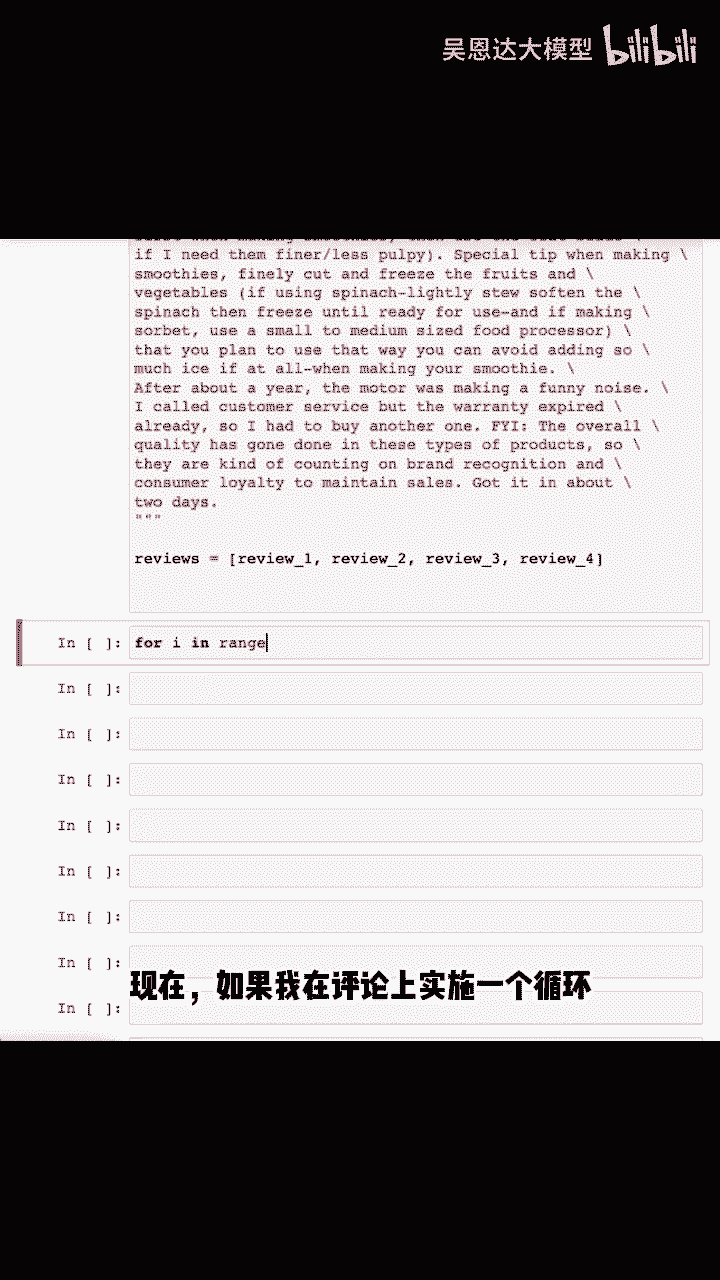 吴恩达大模型 bilibili
if I need them finer/less pulpy). Special tip when making \
smoothies, finely cut and freeze the fruits and \
vegetables (if using spinach-lightly stew soften the \
spinach then freeze until ready for use-and if making \
sorbet, use a small to medium sized food processor) \
that you plan to use that way you can avoid adding so \
much ice if at all-when making your smoothie. \
After about a year, the motor was making a funny noise. \
I called customer service but the warranty expired \
already, so I had to buy another one. FYI: The overall \
quality has gone done in these types of products, so \
they are kind of counting on brand recognition and \
consumer loyalty to maintain sales. Got it in about \
two days.
"""
reviews = [review_1, review_2, review_3, review_4]
In [ ]: for i in range
In [ ]:
In [ ]:
In [ ]:
In [ ]:
In [ ]:
In [ ]:
In [ ]:
现在，如果我在评论上实施一个循环
In [ ]: